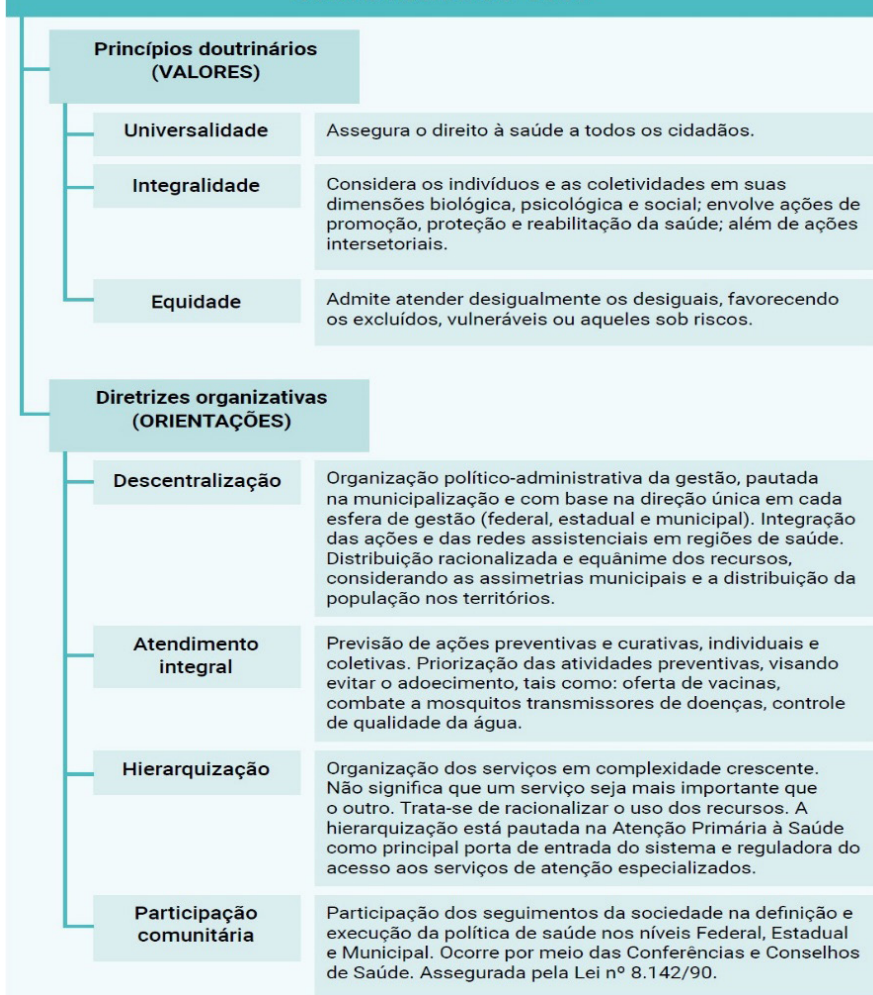 Princípios doutrinários
(VALORES)
Universalidade
Assegura o direito à saúde a todos os cidadãos.
Integralidade
Considera os indivíduos e as coletividades em suas
dimensões biológica, psicológica e social; envolve ações de
promoção, proteção e reabilitação da saúde; além de ações
intersetoriais.
Equidade
Admite atender desigualmente os desiguais, favorecendo
os excluídos, vulneráveis ou aqueles sob riscos.
Diretrizes organizativas
(ORIENTAÇÕES)
Descentralização
Organização político-administrativa da gestão, pautada
na municipalização e com base na direção única em cada
esfera de gestão (federal, estadual e municipal). Integração
das ações e das redes assistenciais em regiões de saúde.
Distribuição racionalizada e equânime dos recursos,
considerando as assimetrias municipais e a distribuição da
população nos territórios.
Atendimento
integral
Previsão de ações preventivas e curativas, individuais e
coletivas. Priorização das atividades preventivas, visando
evitar o adoecimento, tais como: oferta de vacinas,
combate a mosquitos transmissores de doenças, controle
de qualidade da água.
Hierarquização
Organização dos serviços em complexidade crescente.
Não significa que um serviço seja mais importante que
o outro. Trata-se de racionalizar o uso dos recursos. A
hierarquização está pautada na Atenção Primária à Saúde
como principal porta de entrada do sistema e reguladora do
acesso aos serviços de atenção especializados.
Participação
comunitária
Participação dos seguimentos da sociedade na definição e
execução da política de saúde nos níveis Federal, Estadual
e Municipal. Ocorre por meio das Conferências e Conselhos
de Saúde. Assegurada pela Lei nº 8.142/90.